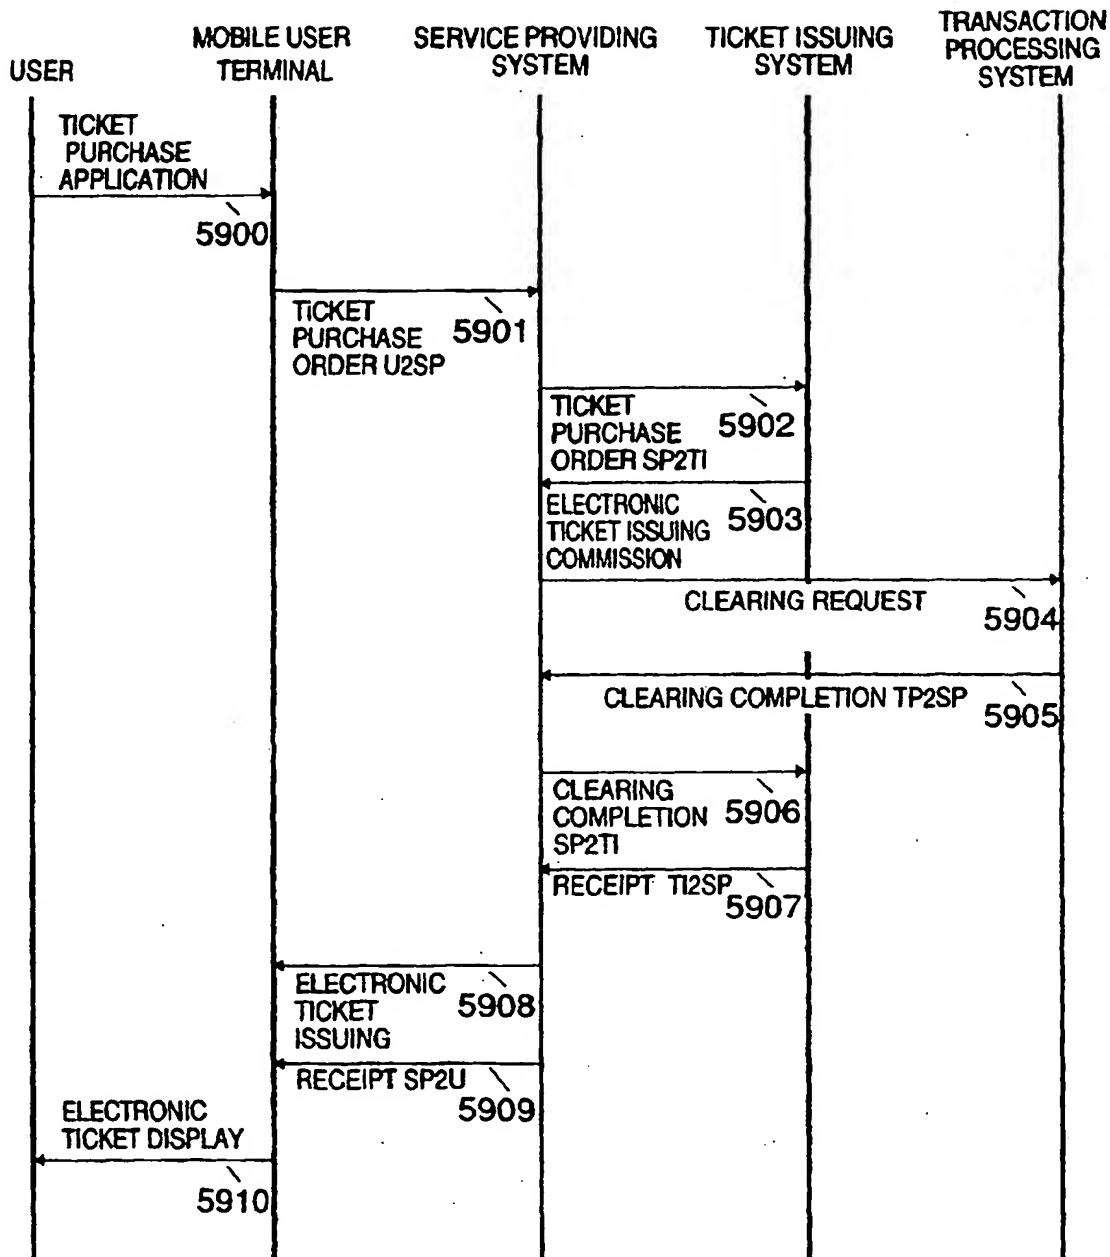 USER
MOBILE USER
TERMINAL
SERVICE PROVIDING
SYSTEM
TICKET ISSUING
SYSTEM
TRANSACTION
PROCESSING
SYSTEM
TICKET
PURCHASE
APPLICATION
5900
TICKET
PURCHASE
ORDER U2SP
5901
TICKET
PURCHASE
ORDER SP2TI
5902
ELECTRONIC
TICKET ISSUING
COMMISSION
5903
CLEARING REQUEST
5904
CLEARING COMPLETION TP2SP
5905
CLEARING
COMPLETION
SP2TI
5906
RECEIPT TI2SP
5907
ELECTRONIC
TICKET
ISSUING
5908
RECEIPT SP2U
5909
ELECTRONIC
TICKET DISPLAY
5910